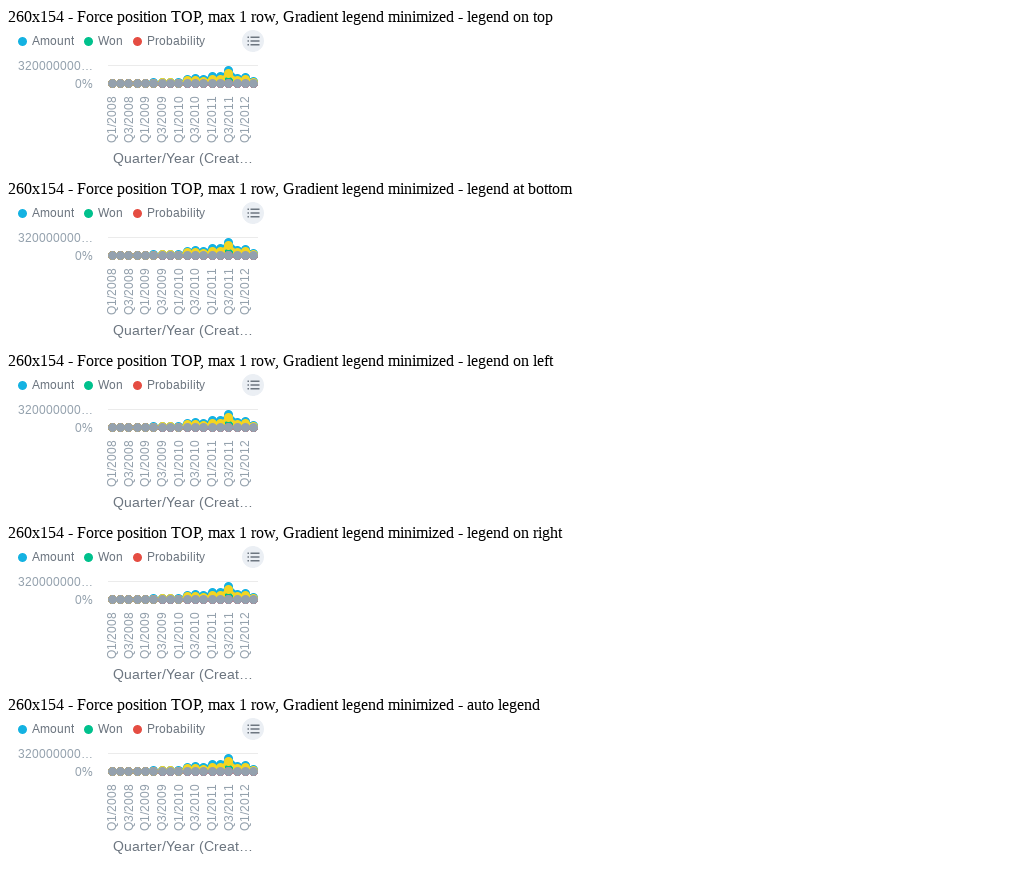 260x154 - Force position TOP, max 1 row, Gradient legend minimized - legend on top
Amount Won Probability
320000000…
0%
Q1/2008 Q3/2008 Q1/2009 Q3/2009 Q1/2010 Q3/2010 Q1/2011 Q3/2011 Q1/2012
Quarter/Year (Creat…
260x154 - Force position TOP, max 1 row, Gradient legend minimized - legend at bottom
Amount Won Probability
320000000…
0%
Q1/2008 Q3/2008 Q1/2009 Q3/2009 Q1/2010 Q3/2010 Q1/2011 Q3/2011 Q1/2012
Quarter/Year (Creat…
260x154 - Force position TOP, max 1 row, Gradient legend minimized - legend on left
Amount Won Probability
320000000…
0%
Q1/2008 Q3/2008 Q1/2009 Q3/2009 Q1/2010 Q3/2010 Q1/2011 Q3/2011 Q1/2012
Quarter/Year (Creat…
260x154 - Force position TOP, max 1 row, Gradient legend minimized - legend on right
Amount Won Probability
320000000…
0%
Q1/2008 Q3/2008 Q1/2009 Q3/2009 Q1/2010 Q3/2010 Q1/2011 Q3/2011 Q1/2012
Quarter/Year (Creat…
260x154 - Force position TOP, max 1 row, Gradient legend minimized - auto legend
Amount Won Probability
320000000…
0%
Q1/2008 Q3/2008 Q1/2009 Q3/2009 Q1/2010 Q3/2010 Q1/2011 Q3/2011 Q1/2012
Quarter/Year (Creat…